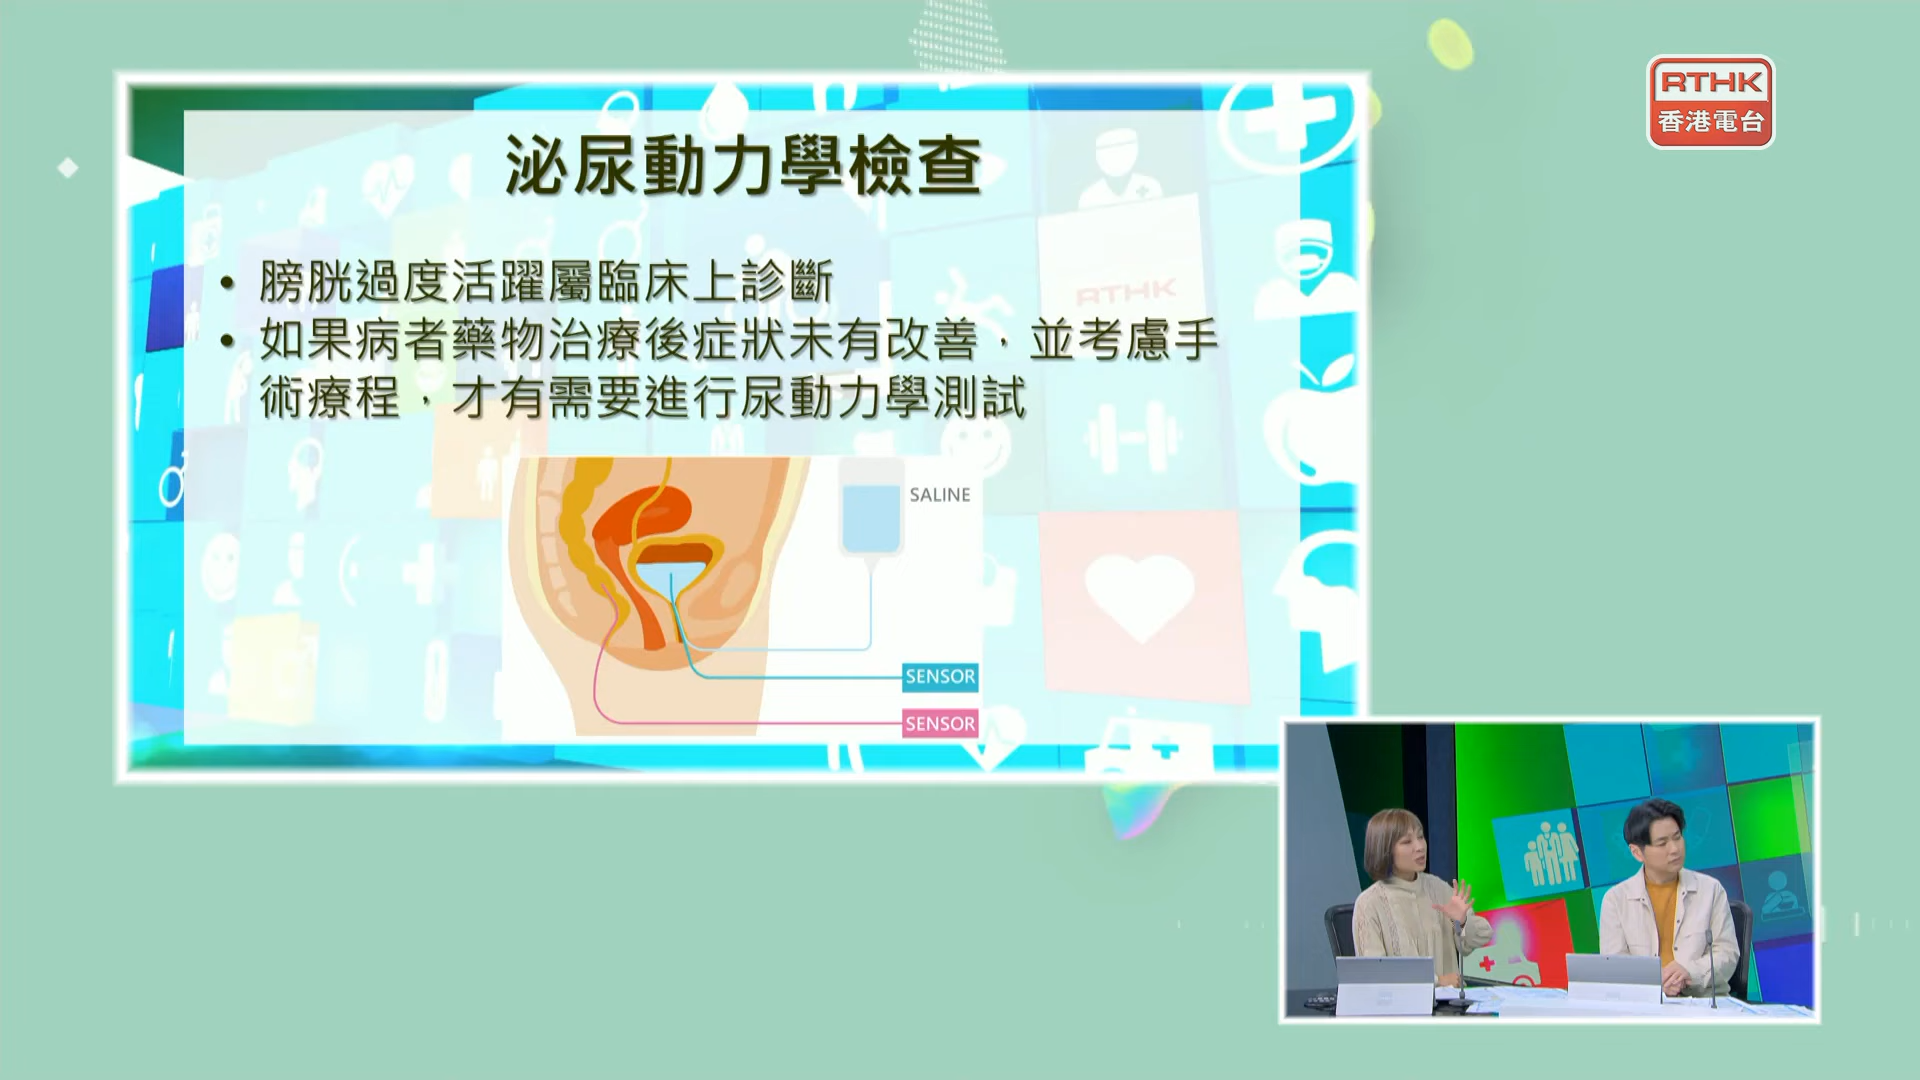 泌尿動力學檢查
• 膀胱過度活躍屬臨床上診斷
• 如果病者藥物治療後症狀未有改善，並考慮手
術療程，才有需要進行尿動力學測試
SALINE
SENSOR
SENSOR
RTHK
RTHK
香港電台